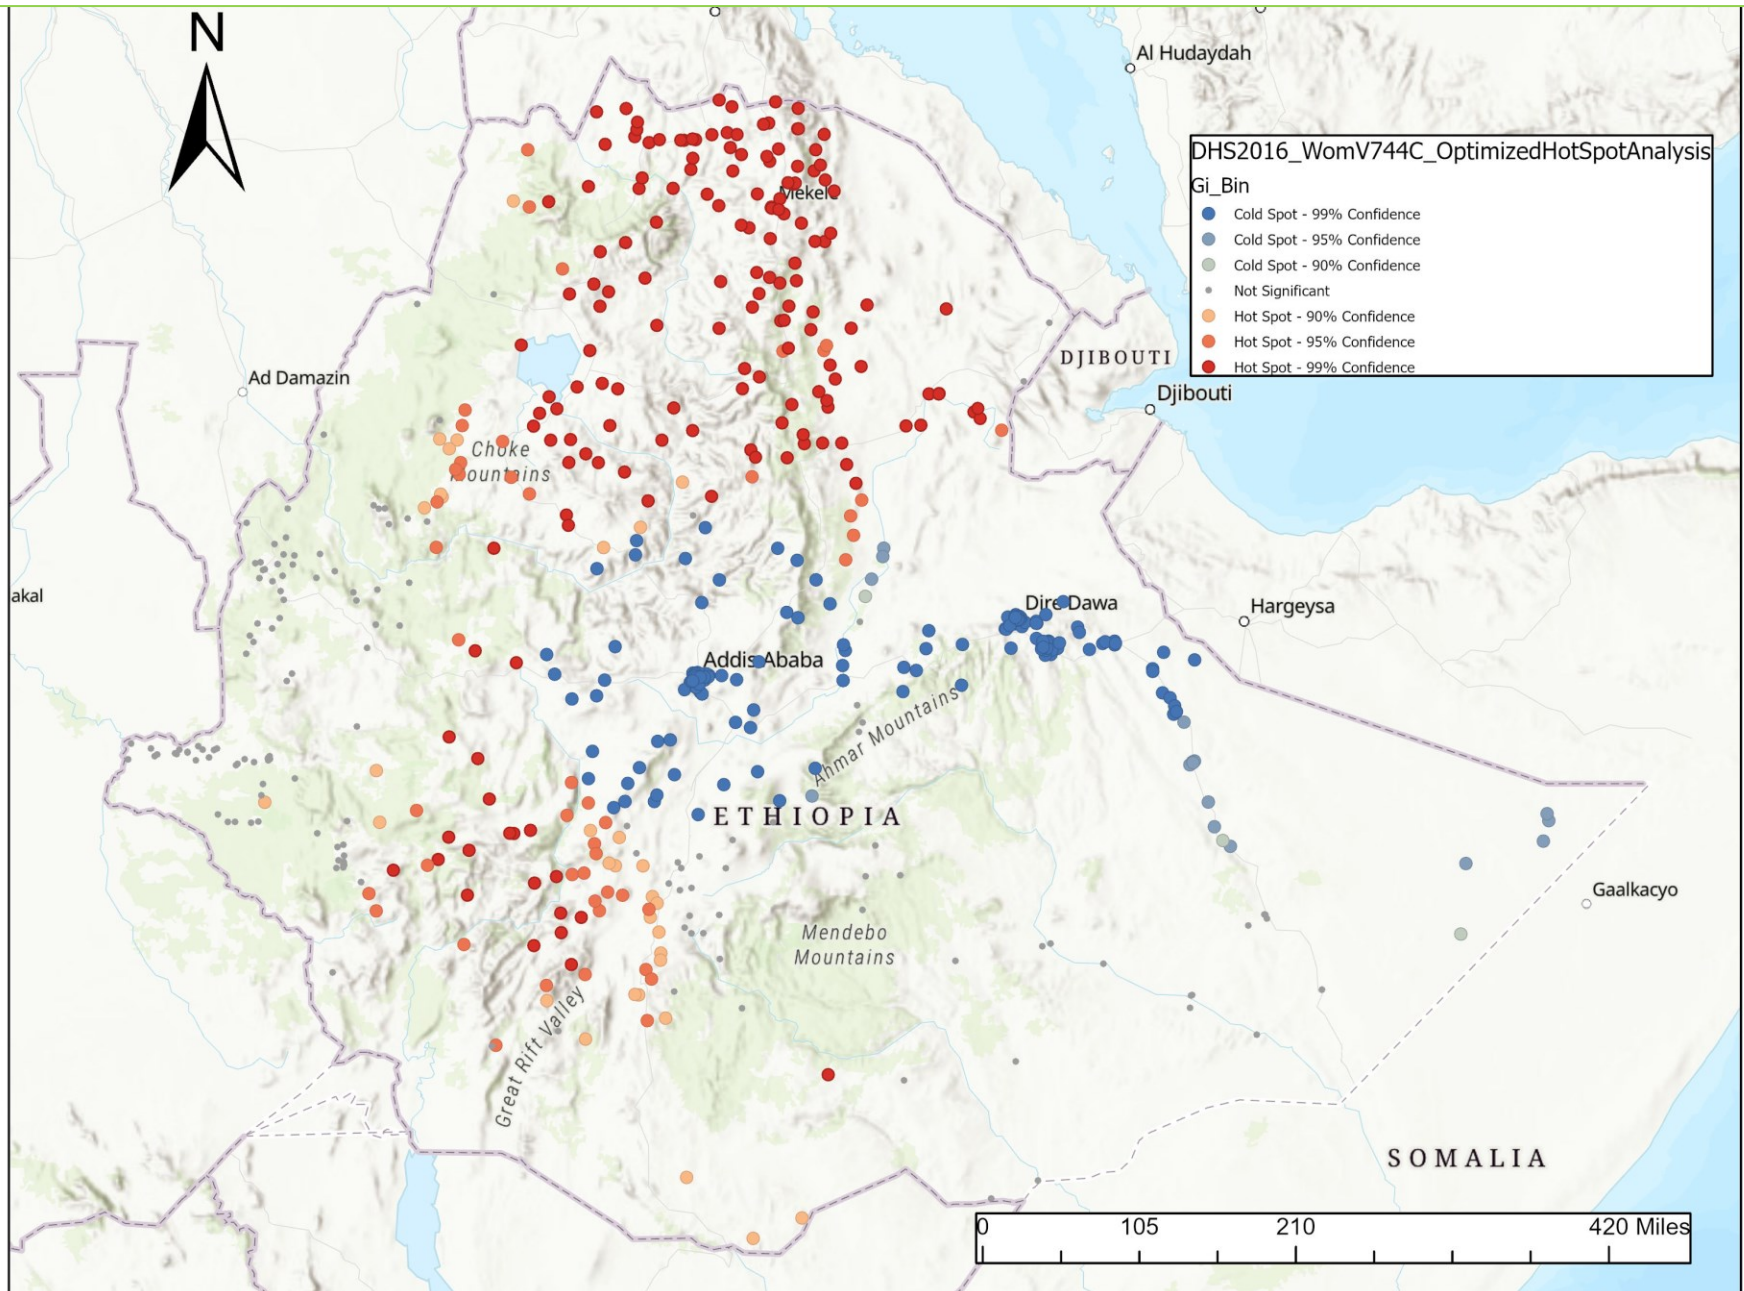 N
Al Hudaydah
DHS2016_WomV744C_OptimizedHotSpotAnalysis
Gi_Bin
Cold Spot - 99% Confidence
Cold Spot - 95% Confidence
Cold Spot - 90% Confidence
Not Significant
Hot Spot - 90% Confidence
Hot Spot - 95% Confidence
Hot Spot - 99% Confidence
Mekele
DJIBOUTI
Djibouti
Ad Damazin
Choke
Mountains
akal
Dire Dawa
Hargeysa
Addis Ababa
Ahmar Mountains
ETHIOPIA
Gaalkacyo
Mendebo
Mountains
Great Rift Valley
SOMALIA
0 105 210 420 Miles